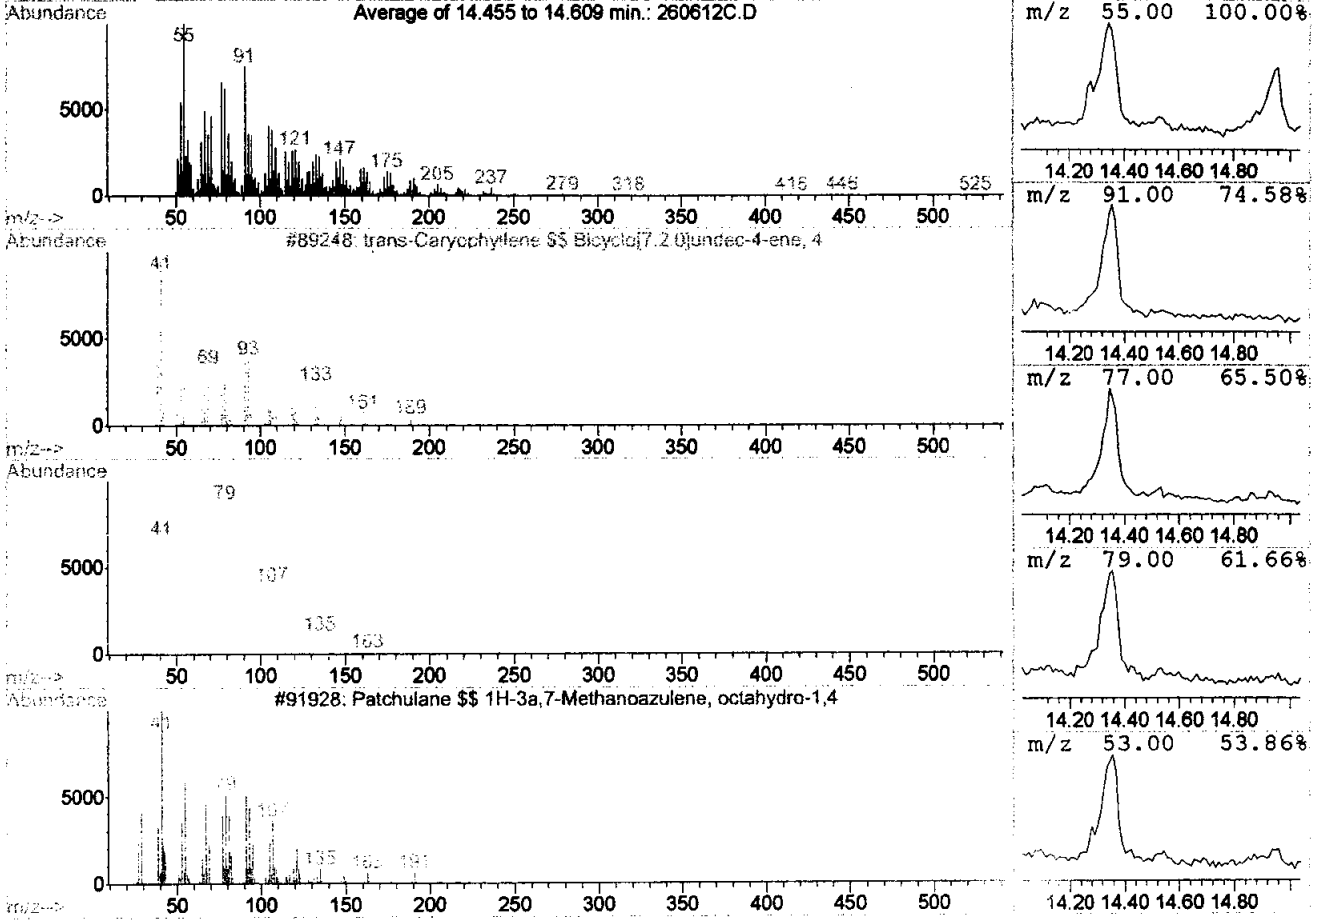 Abundance
Average of 14.455 to 14.609 min.: 260612C.D
55
91
5000
121
147
175
205
237
279
318
416
446
525
0
m/z-->
50 100 150 200 250 300 350 400 450 500
Abundance
#89248: trans-Caryophyllene $$ Bicyclo[7.2.0]undec-4-ene, 4
41
5000
69
93
133
161
189
0
m/z-->
50 100 150 200 250 300 350 400 450 500
Abundance
79
41
5000
107
135
163
0
m/z-->
50 100 150 200 250 300 350 400 450 500
Abundance
#91928: Patchulane $$ 1H-3a,7-Methanoazulene, octahydro-1,4
41
79
5000
107
135
163
191
0
m/z-->
50 100 150 200 250 300 350 400 450 500
m/z 55.00 100.00%
14.20 14.40 14.60 14.80
m/z 91.00 74.58%
14.20 14.40 14.60 14.80
m/z 77.00 65.50%
14.20 14.40 14.60 14.80
m/z 79.00 61.66%
14.20 14.40 14.60 14.80
m/z 53.00 53.86%
14.20 14.40 14.60 14.80